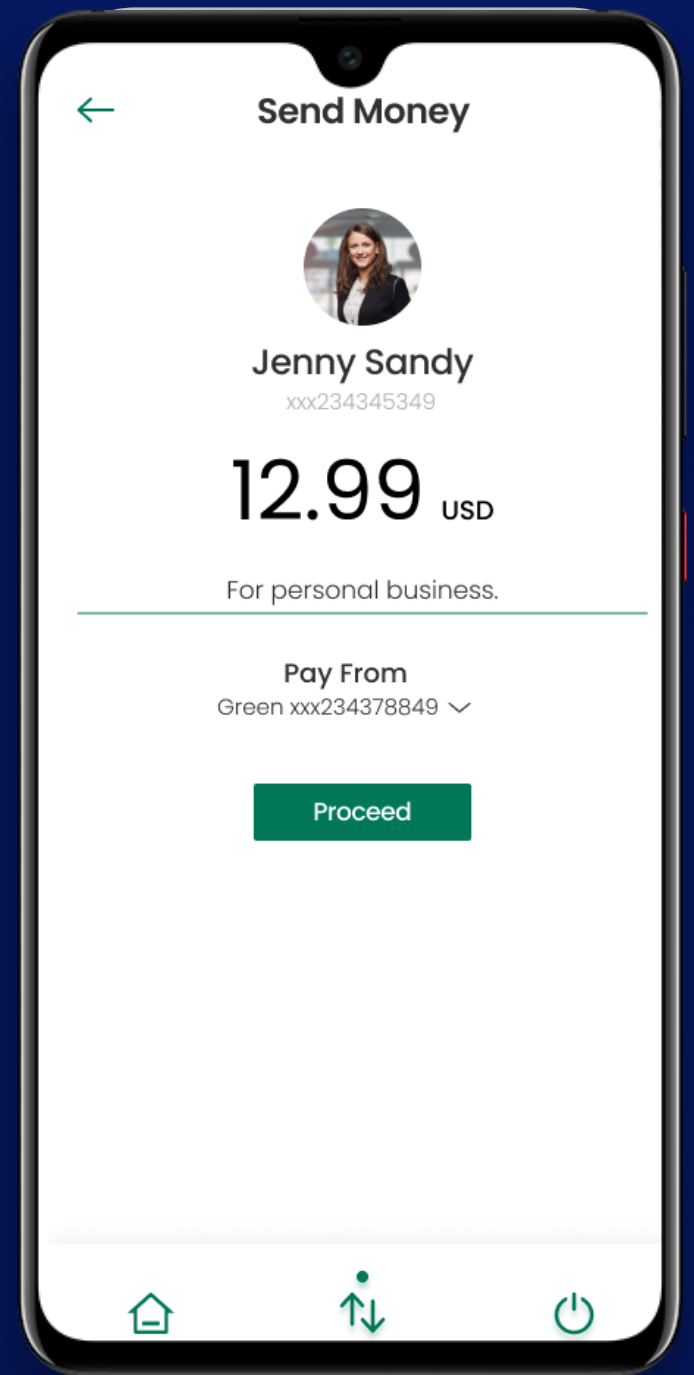 Send Money
Jenny Sandy
xxx234345349
12.99 USD
For personal business.
Pay From
Green xxx234378849
Proceed